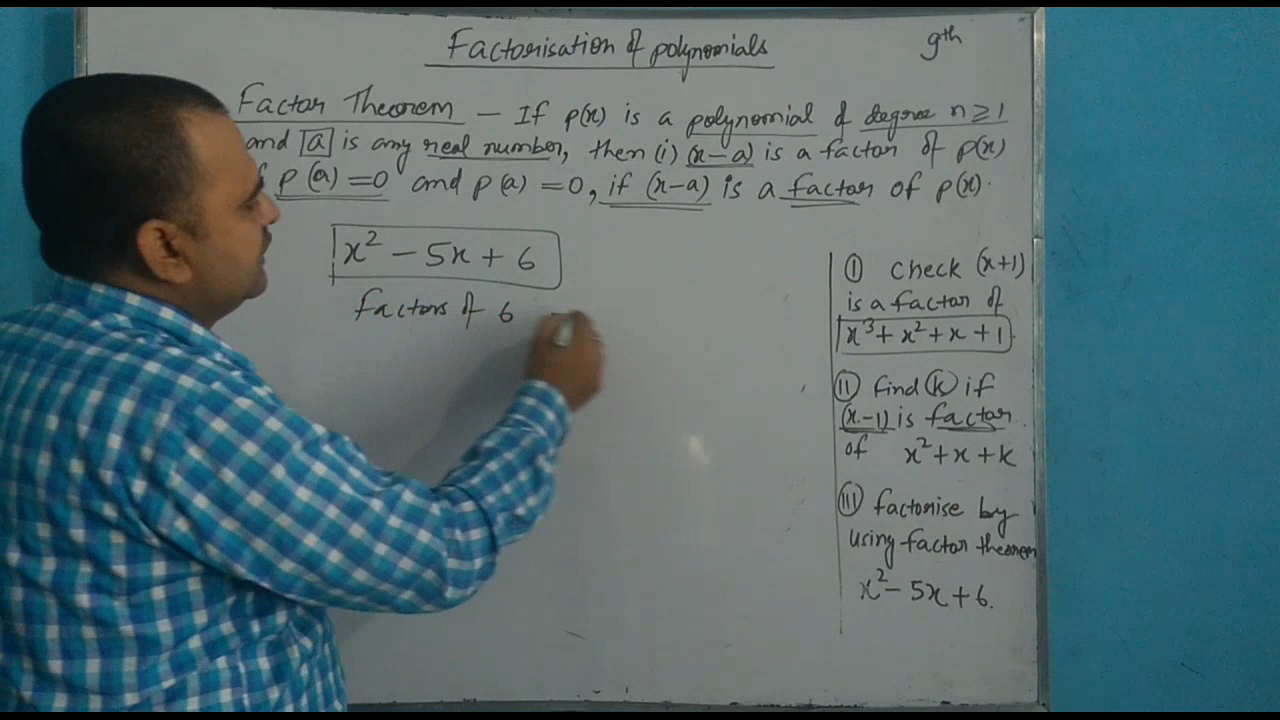 Factorisation of polynomials
9th
Factor Theorem — If p(x) is a polynomial of degree n ≥ 1
and a is any real number, then (i) (x-a) is a factor of p(x)
p(a) = 0 and p(a) = 0, if (x-a) is a factor of p(x).
x² - 5x + 6
factors of 6
(I) check (x+1)
is a factor of
x³ + x² + x + 1.
(II) find (k) if
(x-1) is factor
of x² + x + k
(III) factorise by
using factor theorem
x² - 5x + 6.